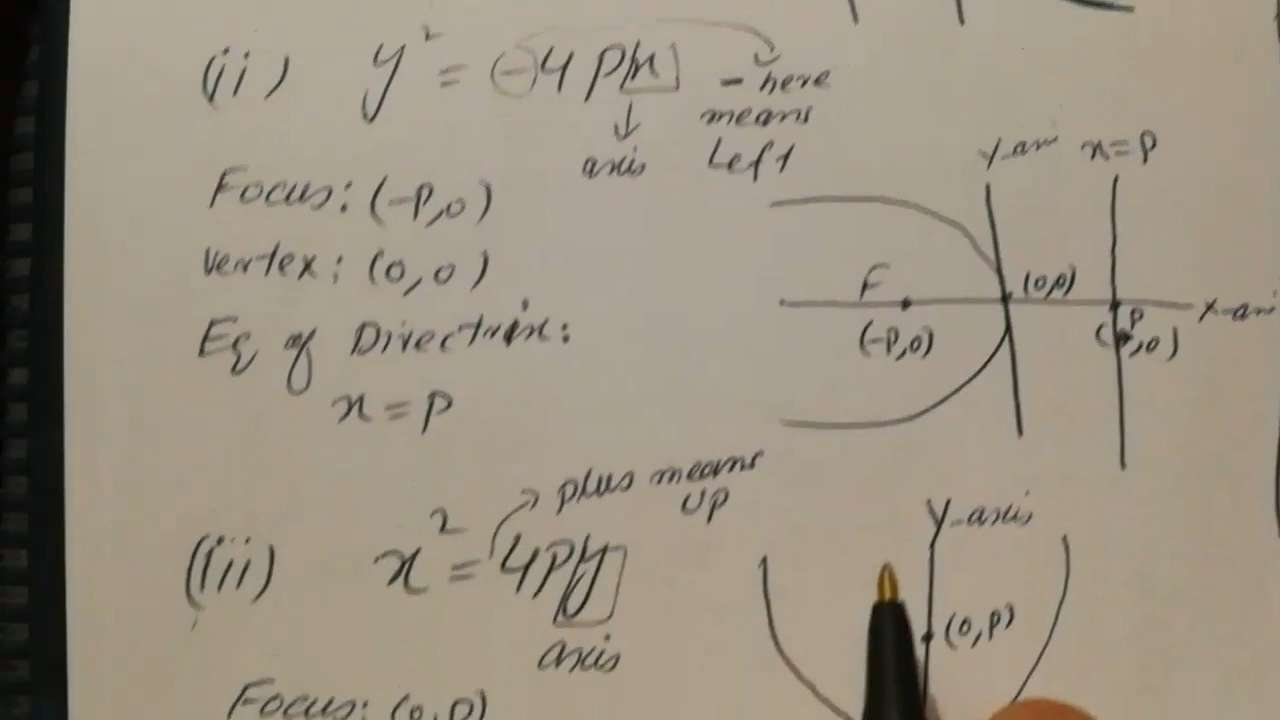 (ii) y² = -4px - here
means
axis Left
Focus: (-P,0)
Vertex: (0,0)
Eq of Directrix:
x = P
y-axis x=P
F (0,0)
X-axi
(-P,0) (P,0)
plus means
UP
(iii) x² = 4Py
axis
Focus: (0,P)
Y-axis
(0,P)